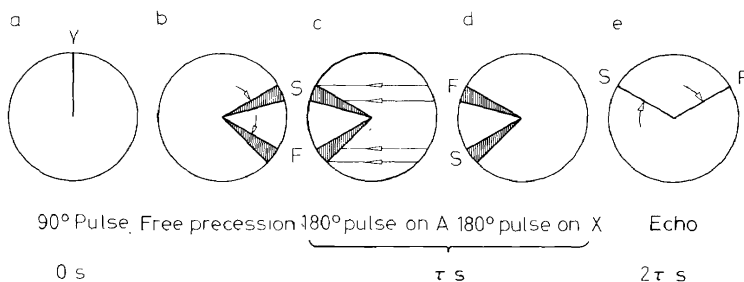 a b c d e
Y
S F S F F S S F
90° Pulse Free precession 180° pulse on A 180° pulse on X Echo
0 s τ s 2τ s